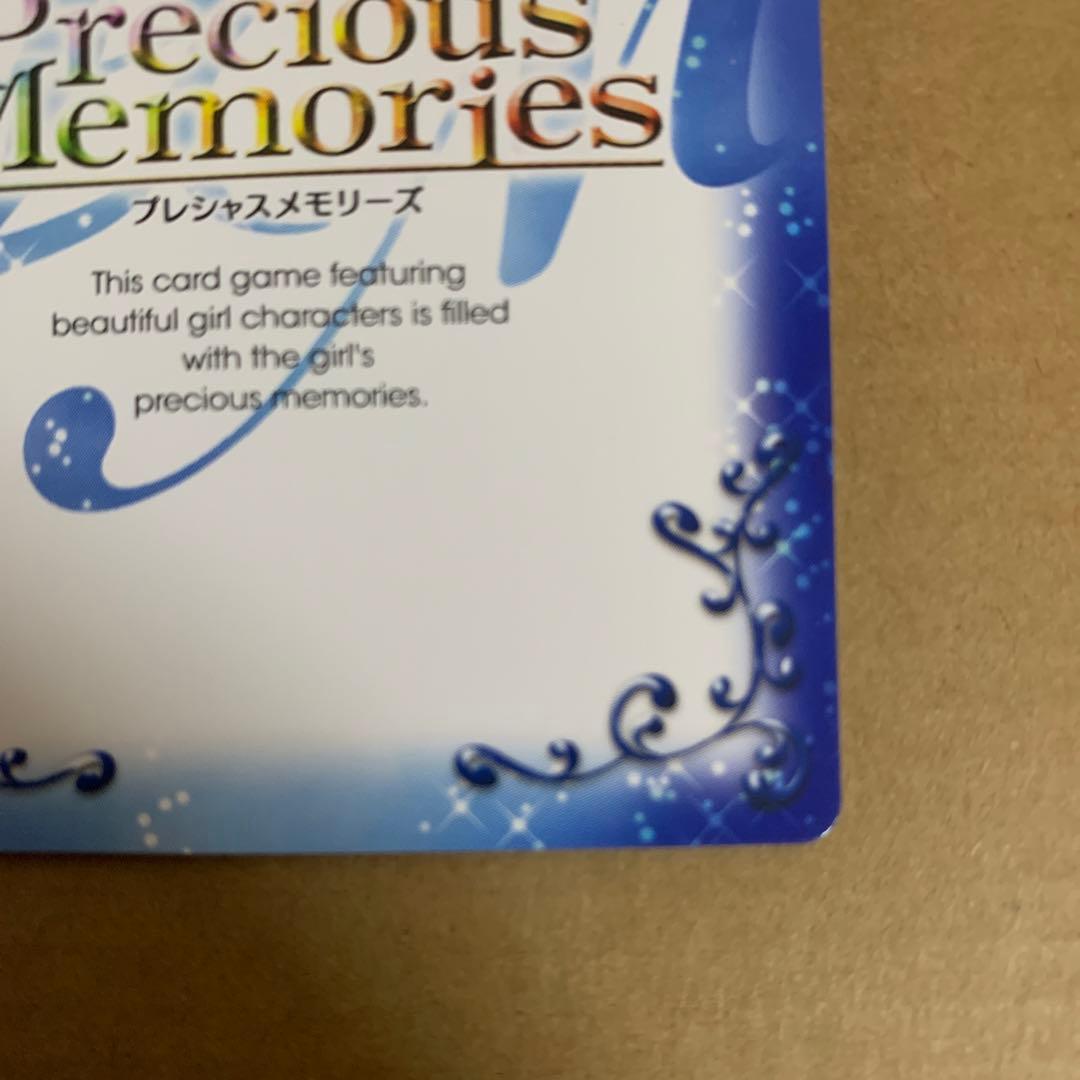 Precious
Memories
プレシャスメモリーズ
This card game featuring
beautiful girl characters is filled
with the girl's
precious memories.